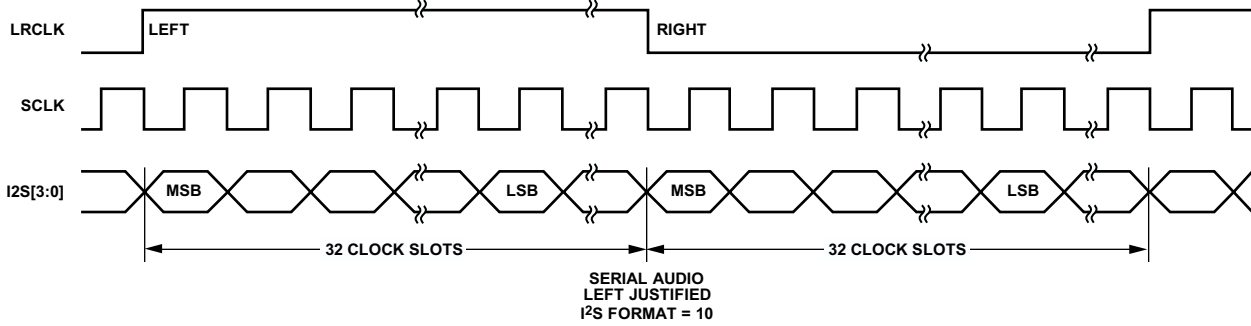 LRCLK
LEFT
RIGHT
SCLK
I2S[3:0]
MSB
LSB
MSB
LSB
32 CLOCK SLOTS
32 CLOCK SLOTS
SERIAL AUDIO
LEFT JUSTIFIED
I²S FORMAT = 10